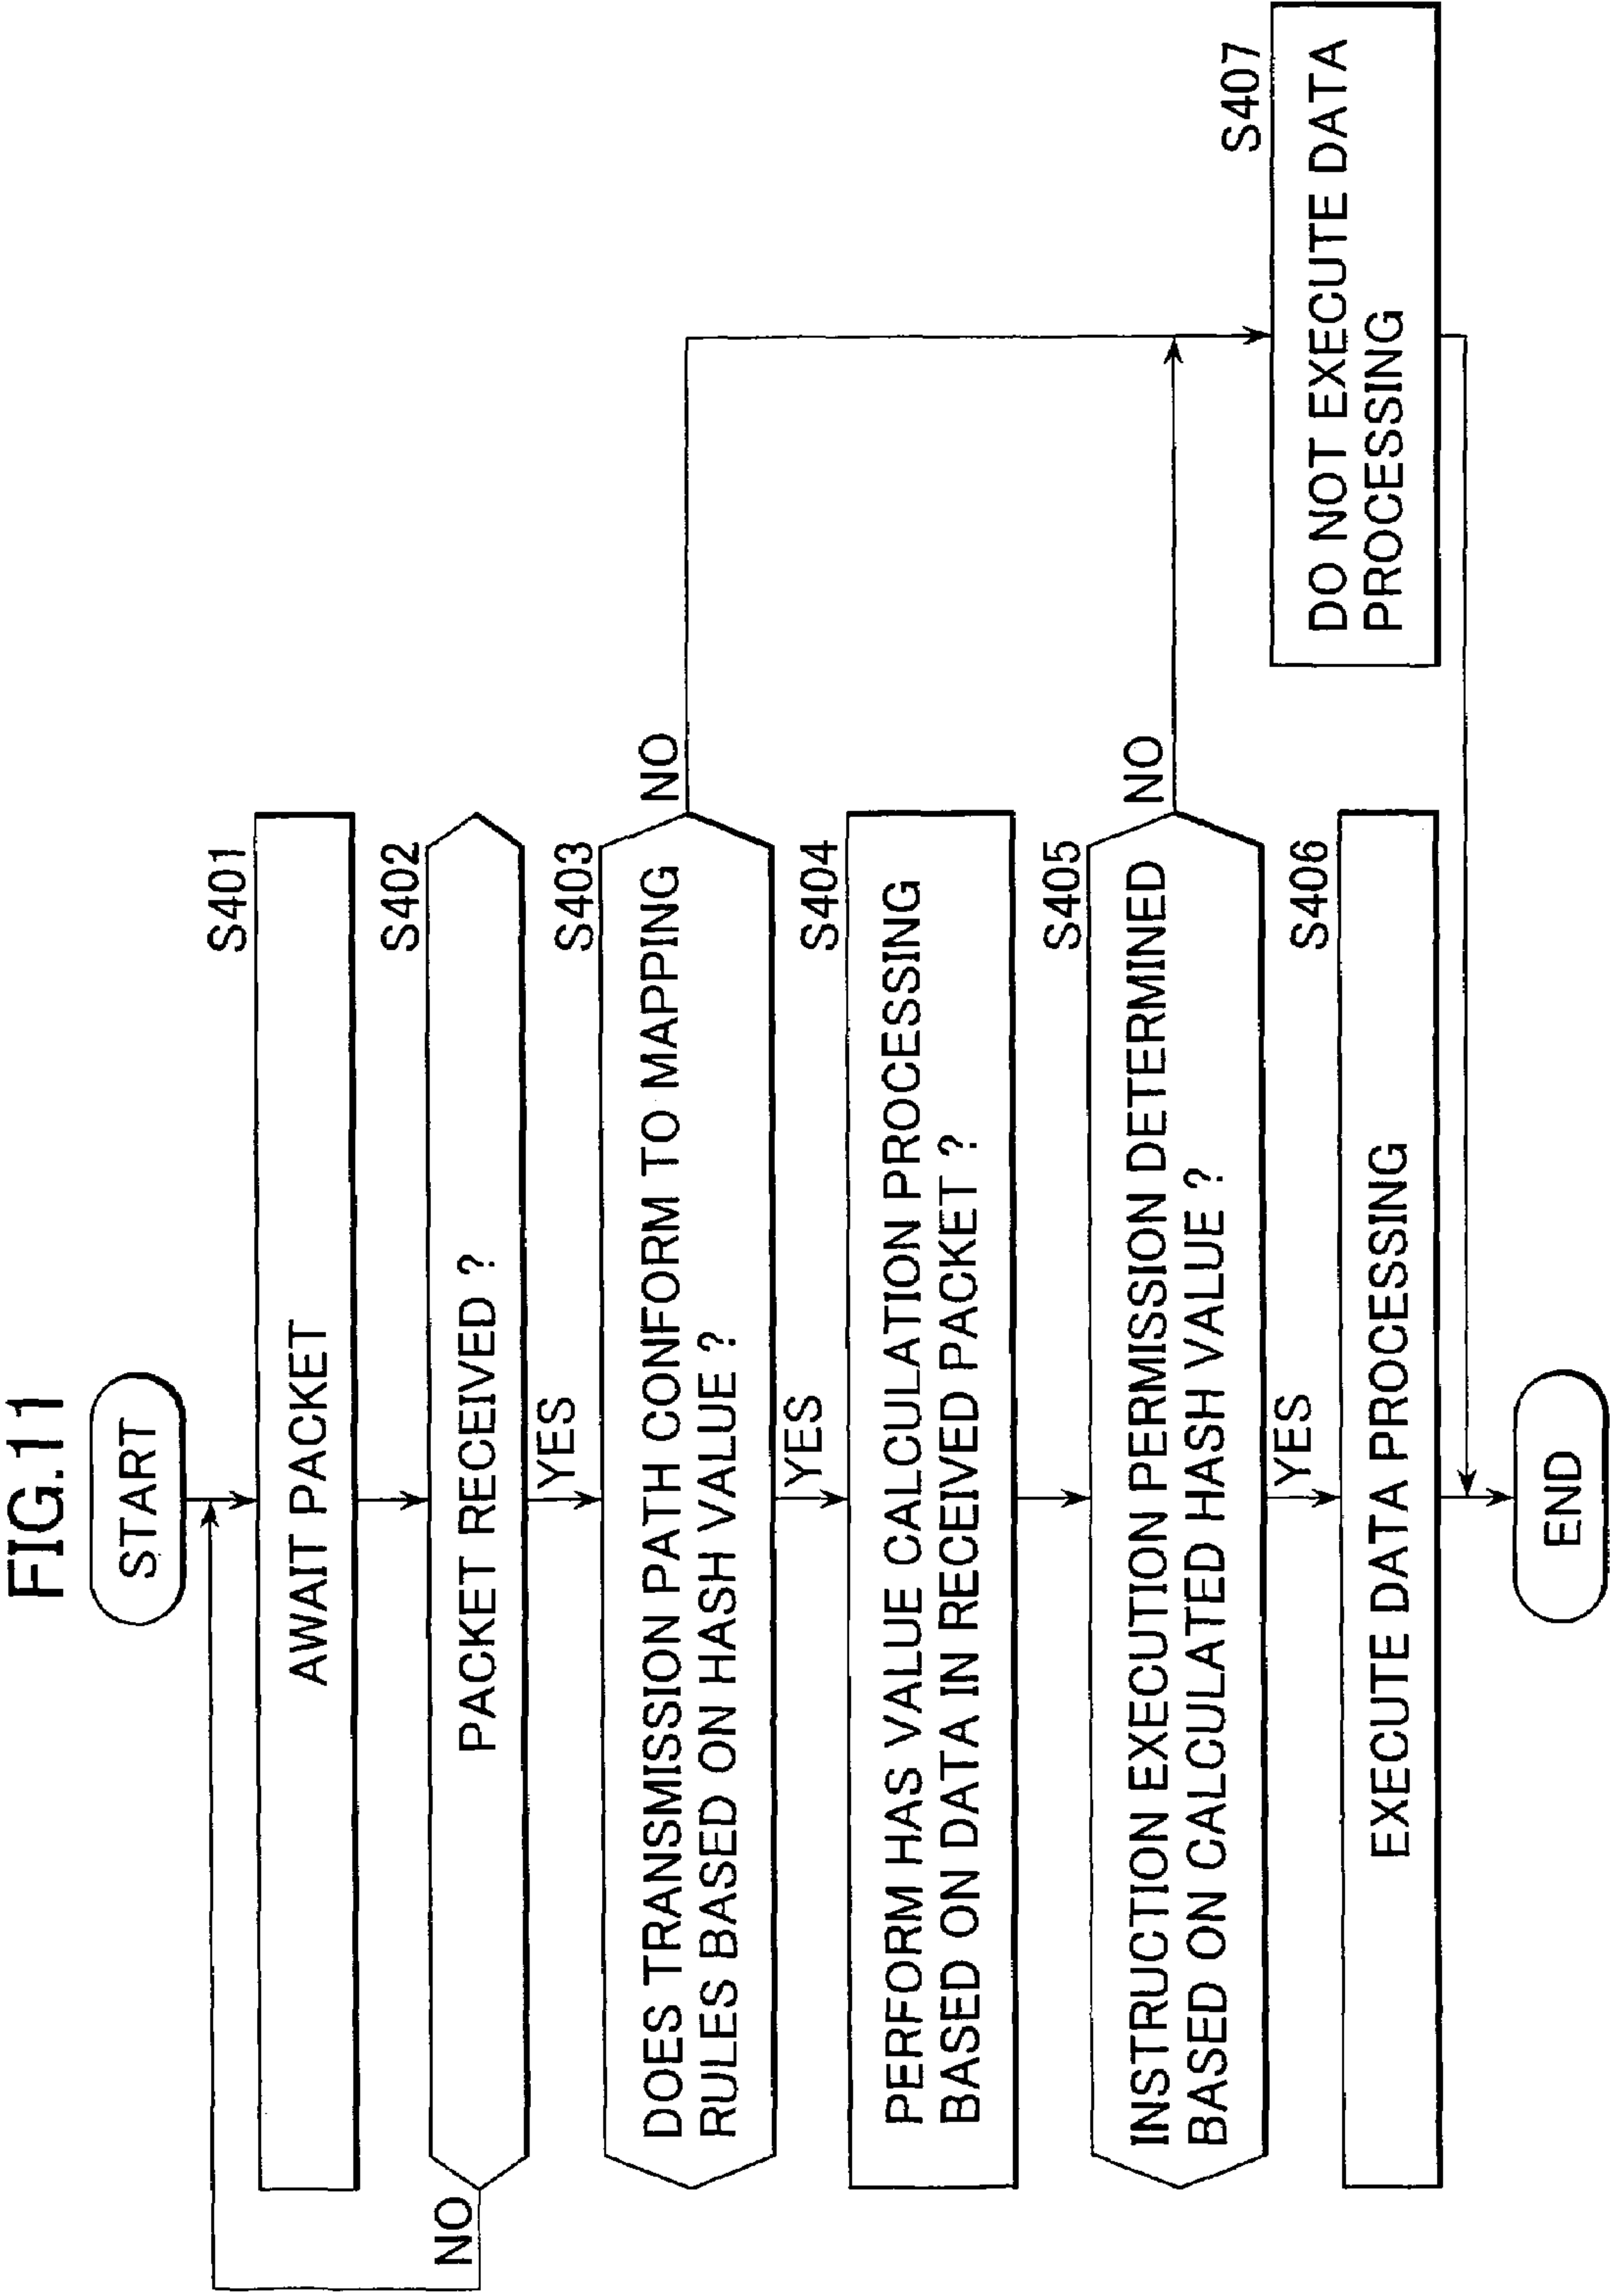 FIG.11
START
S401
AWAIT PACKET
S402
PACKET RECEIVED ?
NO
YES
S403
DOES TRANSMISSION PATH CONFORM TO MAPPING
RULES BASED ON HASH VALUE ?
NO
YES
S404
PERFORM HAS VALUE CALCULATION PROCESSING
BASED ON DATA IN RECEIVED PACKET ?
S405
INSTRUCTION EXECUTION PERMISSION DETERMINED
BASED ON CALCULATED HASH VALUE ?
NO
YES
S406
EXECUTE DATA PROCESSING
S407
DO NOT EXECUTE DATA
PROCESSING
END